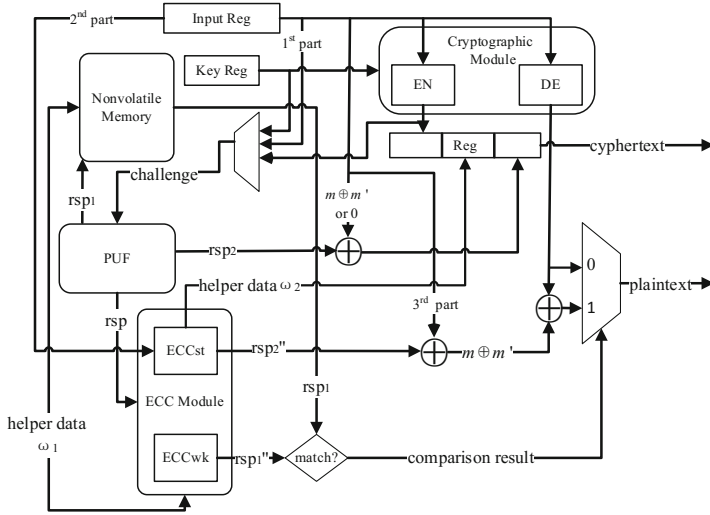 2nd part
Input Reg
1st part
Cryptographic
Module
Key Reg
EN
DE
Nonvolatile
Memory
Reg
cyphertext
challenge
rsp1
m⊕m'
or 0
PUF
rsp2
0
helper data ω2
plaintext
rsp
3rd part
1
ECCst
rsp2''
m⊕m'
ECC Module
rsp1
helper data
ω1
ECCwk
rsp1''
match?
comparison result